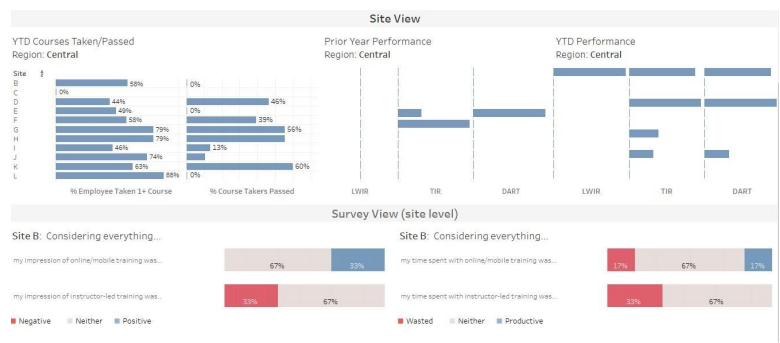 Site View
YTD Courses Taken/Passed
Region: Central
Prior Year Performance
Region: Central
YTD Performance
Region: Central
Site
B 58% 0%
C 0%
D 44% 46%
E 49% 0%
F 58% 39%
G 79% 56%
H 79%
I 46% 13%
J 74%
K 63% 60%
L 88% 0%
% Employee Taken 1+ Course % Course Takers Passed LWIR TIR DART LWIR TIR DART
Survey View (site level)
Site B: Considering everything...
my impression of online/mobile training was... 67% 33%
my impression of instructor-led training was... 33% 67%
Negative Neither Positive
Site B: Considering everything...
my time spent with online/mobile training was... 17% 67% 17%
my time spent with instructor-led training was... 33% 67%
Wasted Neither Productive